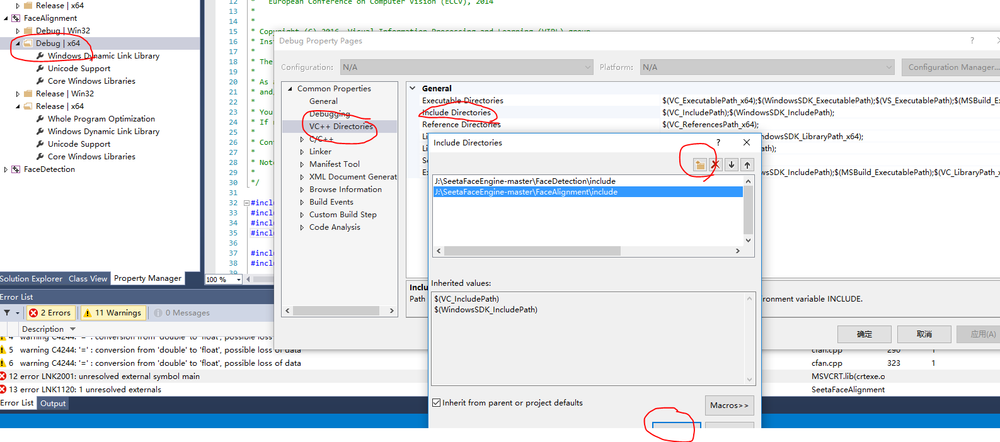 Release | x64
FaceAlignment
Debug | Win32
Debug | x64
Windows Dynamic Link Library
Unicode Support
Core Windows Libraries
Release | Win32
Release | x64
Whole Program Optimization
Windows Dynamic Link Library
Unicode Support
Core Windows Libraries
FaceDetection
Solution Explorer Class View Property Manager
12 * European Conference on Computer Vision (ECCV), 2014
13 *
14 *
15 * Copyright (C) 2016, Visual Information Processing and Learning (VIPL) group,
16 * Ins
17 *
18 * The
19 *
20 * As a
21 * and
22 *
23 * You
24 * If
25 *
26 * Con
27 *
28 * Note
29 *
30 */
31
32 #incl
33 #incl
34 #incl
35 #incl
36
37 #incl
38 #incl
39
100 %
Debug Property Pages ?
Configuration: N/A Platform: N/A Configuration Manager...
Common Properties
General
Debugging
VC++ Directories
C/C++
Linker
Manifest Tool
XML Document Generat
Browse Information
Build Events
Custom Build Step
Code Analysis
General
Executable Directories $(VC_ExecutablePath_x64);$(WindowsSDK_ExecutablePath);$(VS_ExecutablePath);$(MSBuild_E
Include Directories $(VC_IncludePath);$(WindowsSDK_IncludePath);
Reference Directories $(VC_ReferencesPath_x64);
Li ndowsSDK_LibraryPath_x64);
Li th);
So
Ex ndowsSDK_IncludePath);$(MSBuild_ExecutablePath);$(VC_LibraryPath_x
Inclu
Path ronment variable INCLUDE.
确定 取消 应用(A)
Include Directories ?
J:\SeetaFaceEngine-master\FaceDetection\include
J:\SeetaFaceEngine-master\FaceAlignment\include
Inherited values:
$(VC_IncludePath)
$(WindowsSDK_IncludePath)
Inherit from parent or project defaults
Macros>>
Error List
2 Errors 11 Warnings 0 Messages
Description
4 warning C4244: '=' : conversion from 'double' to 'float', possible loss of data
5 warning C4244: '=' : conversion from 'double' to 'float', possible loss of data cfan.cpp 290 1
6 warning C4244: '=' : conversion from 'double' to 'float', possible loss of data cfan.cpp 323 1
12 error LNK2001: unresolved external symbol main MSVCRT.lib(crtexe.o
13 error LNK1120: 1 unresolved externals SeetaFaceAlignment
Error List Output